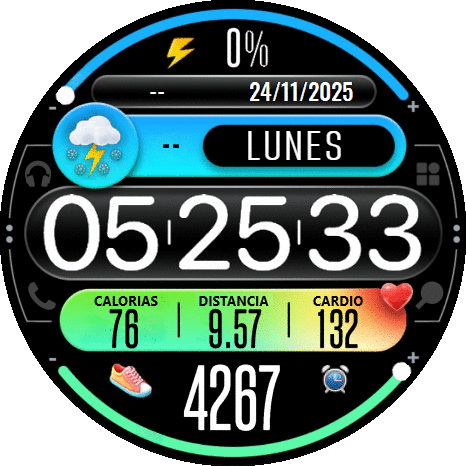 0%
-- 24/11/2025
- +
-- LUNES
05 25 33
CALORIAS DISTANCIA CARDIO
76 9.57 132
- +
4267